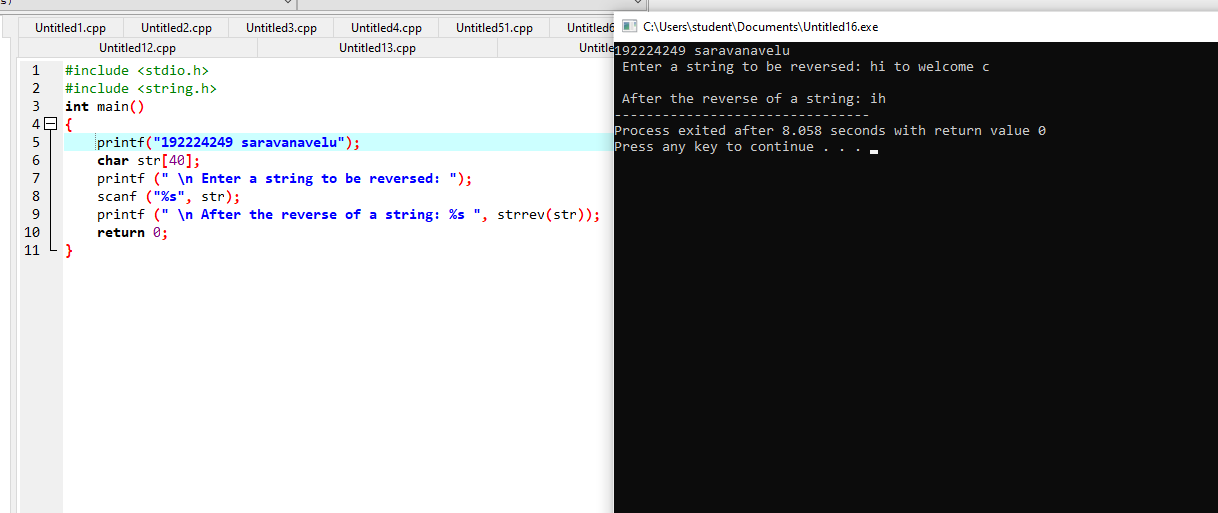 s)
Untitled1.cpp Untitled2.cpp Untitled3.cpp Untitled4.cpp Untitled51.cpp Untitled6
Untitled12.cpp Untitled13.cpp Untitle
1 #include <stdio.h>
2 #include <string.h>
3 int main()
4 {
5 printf("192224249 saravanavelu");
6 char str[40];
7 printf (" \n Enter a string to be reversed: ");
8 scanf ("%s", str);
9 printf (" \n After the reverse of a string: %s ", strrev(str));
10 return 0;
11 }
C:\Users\student\Documents\Untitled16.exe
192224249 saravanavelu
Enter a string to be reversed: hi to welcome c
After the reverse of a string: ih
--------------------------------
Process exited after 8.058 seconds with return value 0
Press any key to continue . . .